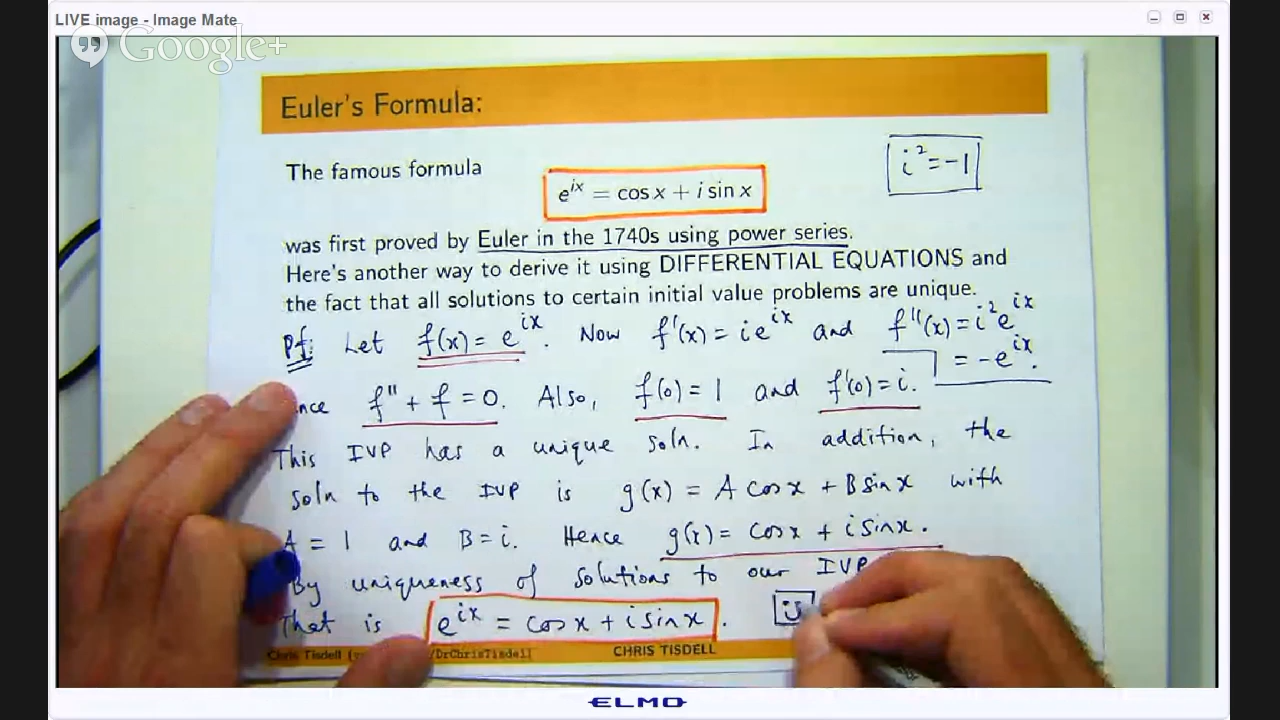 LIVE image - Image Mate
Google+
Euler's Formula:
The famous formula
e^{ix} = cos x + i sin x
i² = -1
was first proved by Euler in the 1740s using power series.
Here's another way to derive it using DIFFERENTIAL EQUATIONS and
the fact that all solutions to certain initial value problems are unique.
Pf: Let f(x) = e^{ix}. Now f'(x) = ie^{ix} and f''(x) = i²e^{ix}
= -e^{ix}.
f'' + f = 0. Also, f(0) = 1 and f'(0) = i.
This IVP has a unique soln. In addition, the
soln to the IVP is g(x) = A cos x + B sin x with
A = 1 and B = i. Hence g(x) = cos x + i sin x.
By uniqueness of solutions to our IVP
That is e^{ix} = cos x + i sin x.
Chris Tisdell /DrChrisTisdell CHRIS TISDELL
ELMO